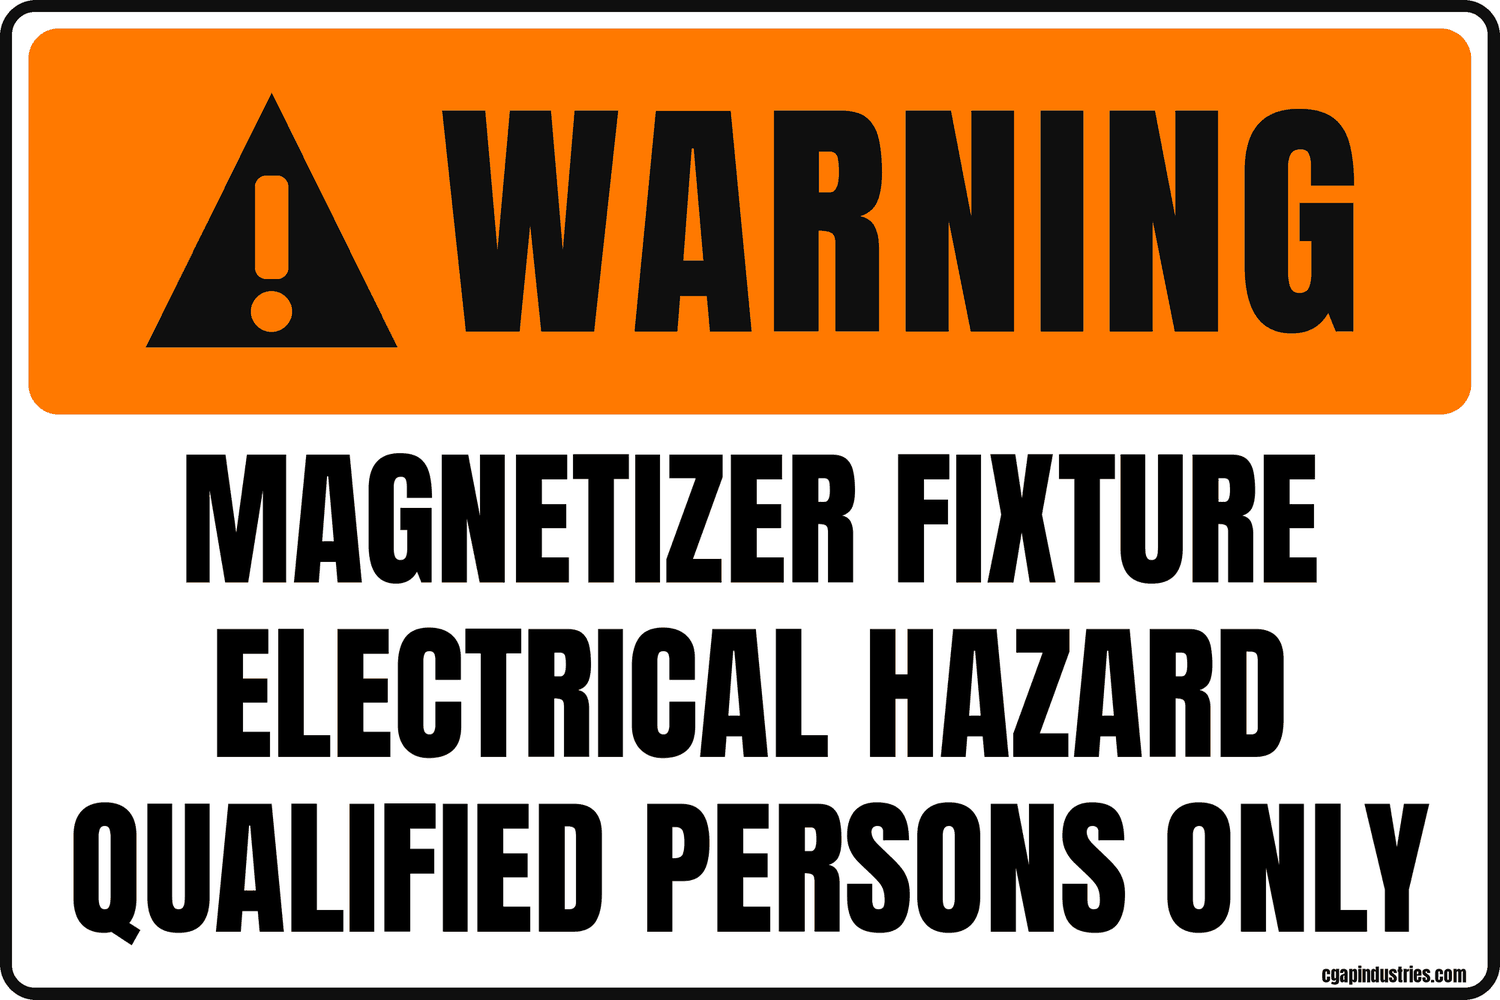 WARNING
MAGNETIZER FIXTURE
ELECTRICAL HAZARD
QUALIFIED PERSONS ONLY
cgapindustries.com